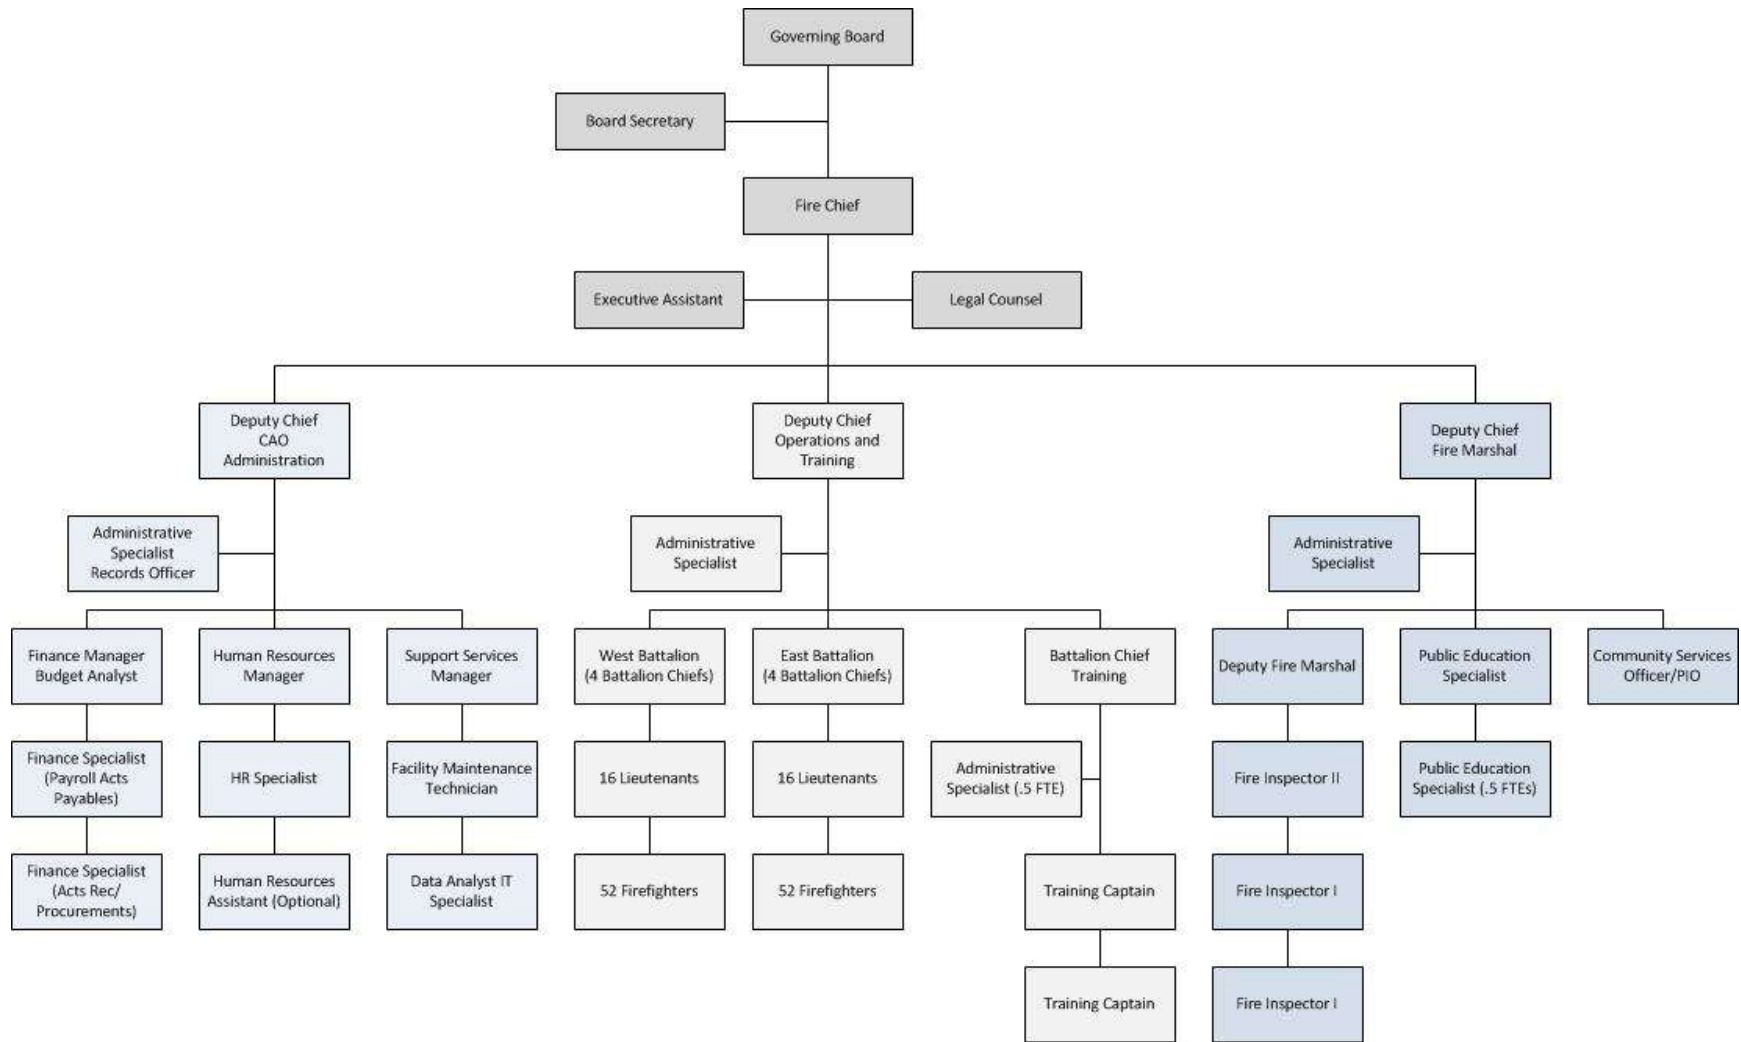 Governing Board
Board Secretary
Fire Chief
Executive Assistant
Legal Counsel
Deputy Chief
CAO
Administration
Deputy Chief
Operations and
Training
Deputy Chief
Fire Marshal
Administrative
Specialist
Records Officer
Administrative
Specialist
Administrative
Specialist
Finance Manager
Budget Analyst
Human Resources
Manager
Support Services
Manager
West Battalion
(4 Battalion Chiefs)
East Battalion
(4 Battalion Chiefs)
Battalion Chief
Training
Deputy Fire Marshal
Public Education
Specialist
Community Services
Officer/PIO
Finance Specialist
(Payroll Acts
Payables)
HR Specialist
Facility Maintenance
Technician
16 Lieutenants
16 Lieutenants
Administrative
Specialist (.5 FTE)
Fire Inspector II
Public Education
Specialist (.5 FTEs)
Finance Specialist
(Acts Rec/
Procurements)
Human Resources
Assistant (Optional)
Data Analyst IT
Specialist
52 Firefighters
52 Firefighters
Training Captain
Fire Inspector I
Training Captain
Fire Inspector I